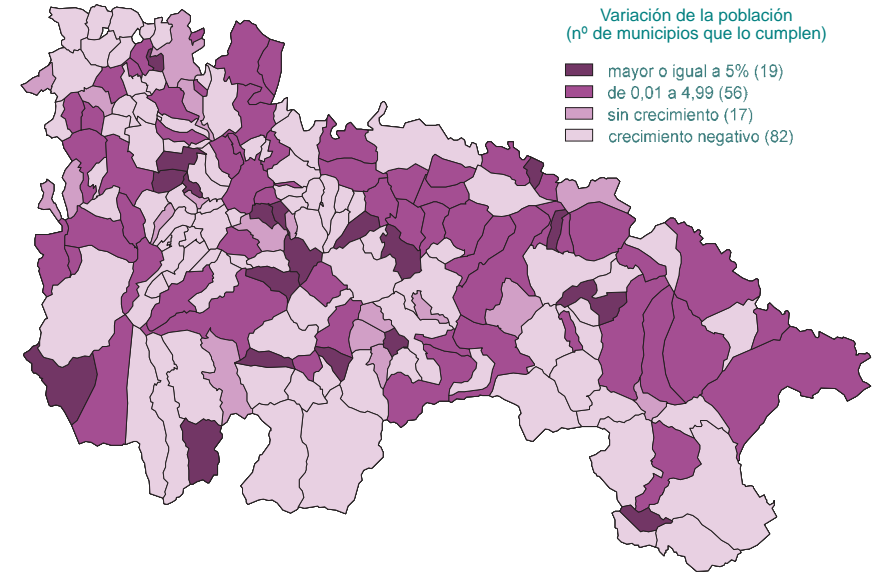 Variación de la población
(nº de municipios que lo cumplen)
mayor o igual a 5% (19)
de 0,01 a 4,99 (56)
sin crecimiento (17)
crecimiento negativo (82)